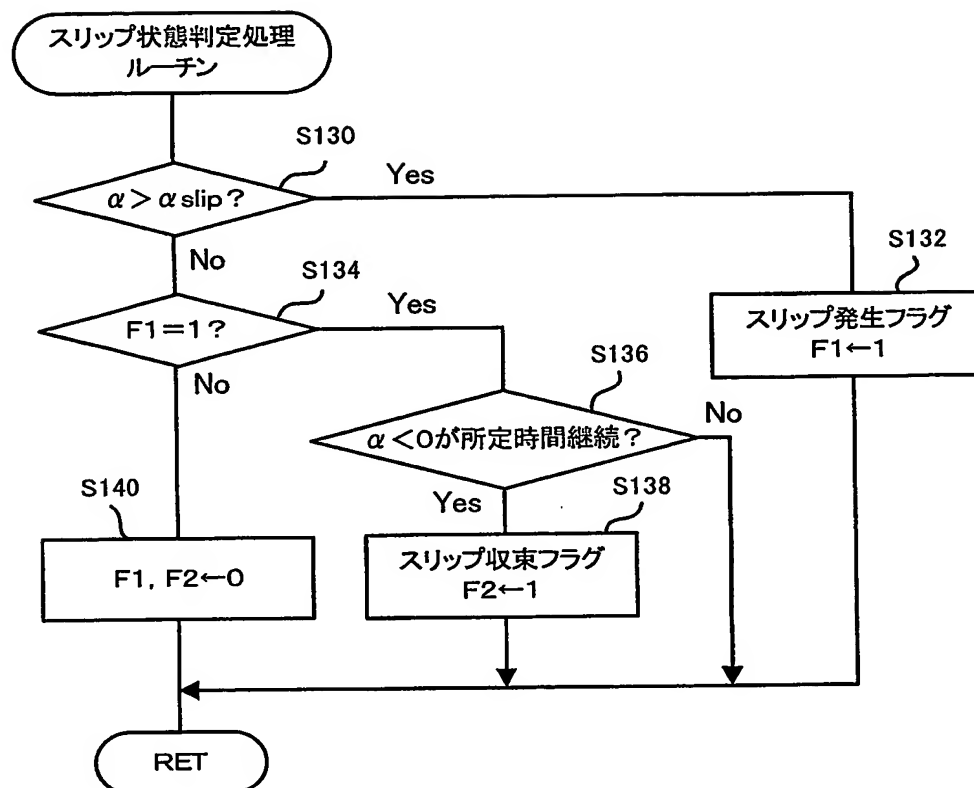 スリップ状態判定処理
ルーチン
S130
α＞αslip？
Yes
No
S132
スリップ発生フラグ
F1←1
S134
F1＝1？
Yes
No
S136
α＜0が所定時間継続？
No
Yes
S138
スリップ収束フラグ
F2←1
S140
F1，F2←0
RET